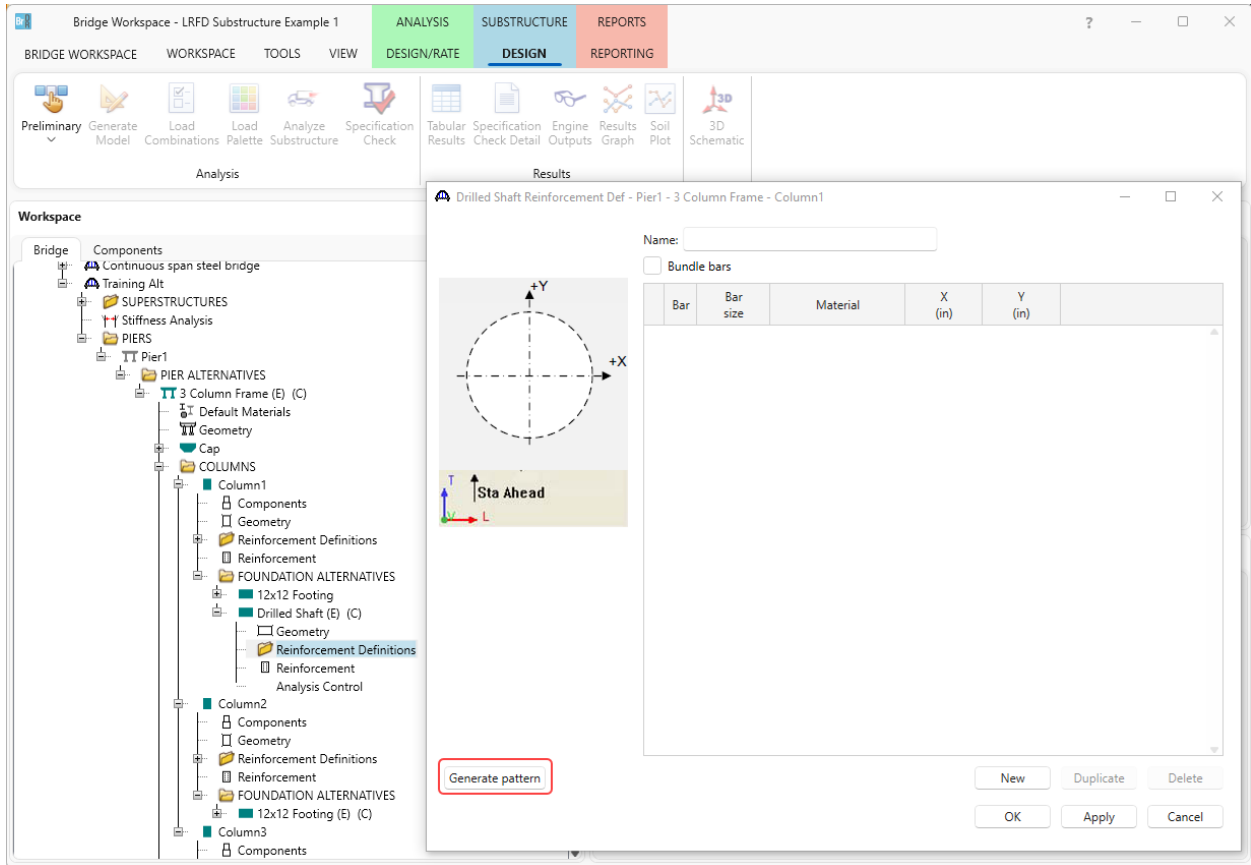 Br
Bridge Workspace - LRFD Substructure Example 1
ANALYSIS
SUBSTRUCTURE
REPORTS
?
BRIDGE WORKSPACE
WORKSPACE
TOOLS
VIEW
DESIGN/RATE
DESIGN
REPORTING
Preliminary
Generate
Model
Load
Combinations
Load
Palette
Analyze
Substructure
Specification
Check
Tabular
Results
Specification
Check Detail
Engine
Outputs
Results
Graph
Soil
Plot
3D
3D
Schematic
Analysis
Results
Workspace
Bridge
Components
Continuous span steel bridge
Training Alt
SUPERSTRUCTURES
Stiffness Analysis
PIERS
Pier1
PIER ALTERNATIVES
3 Column Frame (E) (C)
Default Materials
Geometry
Cap
COLUMNS
Column1
Components
Geometry
Reinforcement Definitions
Reinforcement
FOUNDATION ALTERNATIVES
12x12 Footing
Drilled Shaft (E) (C)
Geometry
Reinforcement Definitions
Reinforcement
Analysis Control
Column2
Components
Geometry
Reinforcement Definitions
Reinforcement
FOUNDATION ALTERNATIVES
12x12 Footing (E) (C)
Column3
Components
Drilled Shaft Reinforcement Def - Pier1 - 3 Column Frame - Column1
Name:
Bundle bars
Bar
Bar
size
Material
X
(in)
Y
(in)
+Y
+X
T
Sta Ahead
V
L
Generate pattern
New
Duplicate
Delete
OK
Apply
Cancel